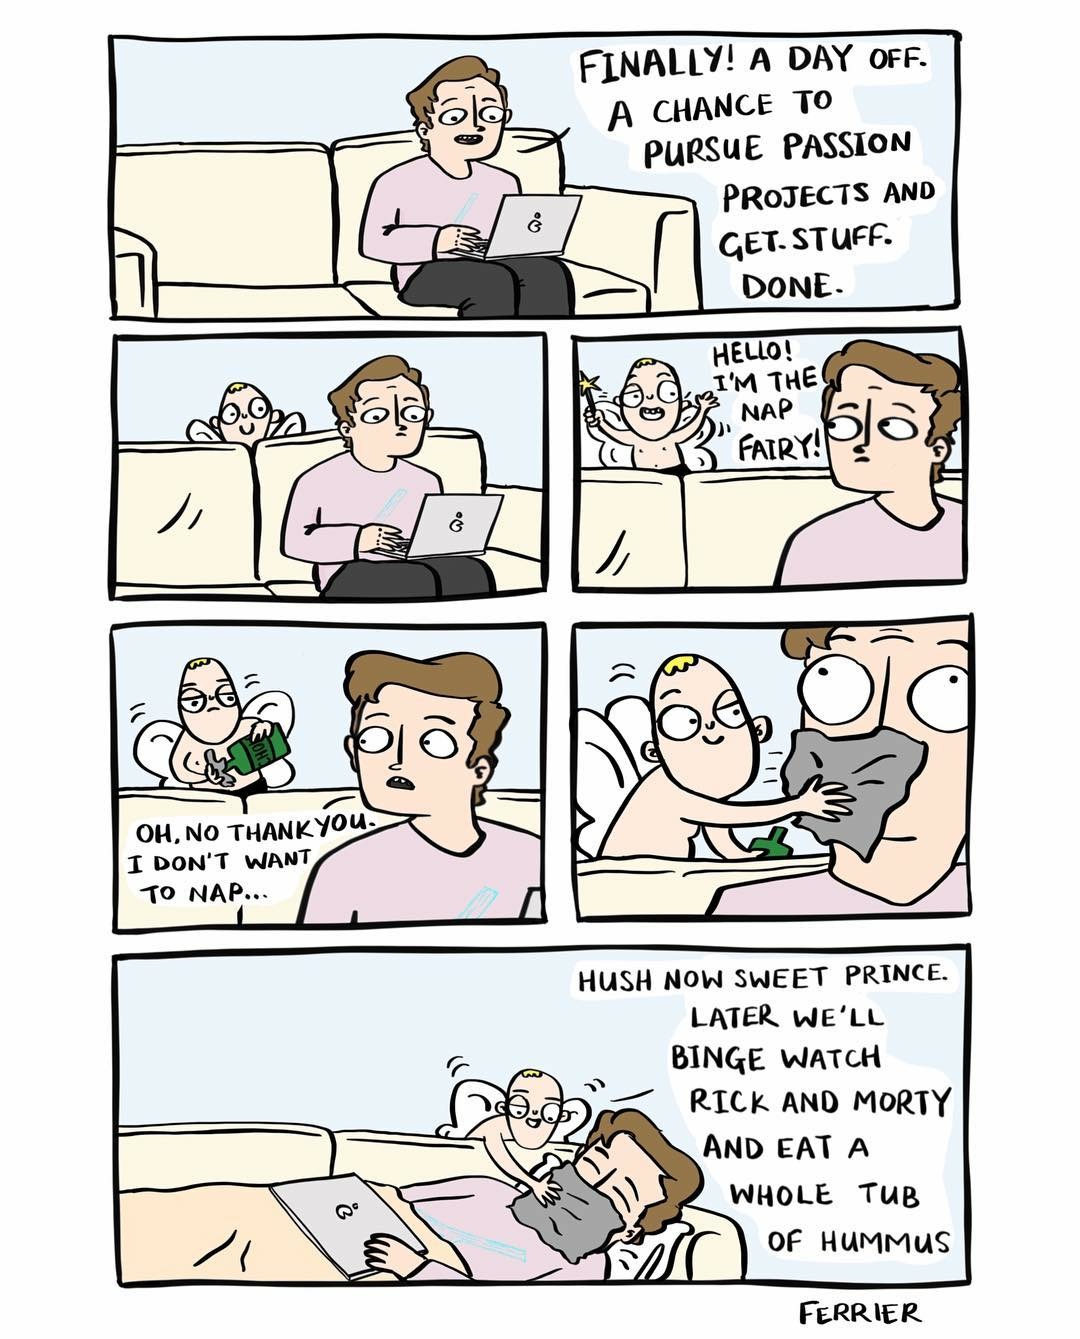 FINALLY! A DAY OFF.
A CHANCE TO
PURSUE PASSION
PROJECTS AND
GET. STUFF.
DONE.
HELLO!
I'M THE
NAP
FAIRY!
OH, NO THANK YOU.
I DON'T WANT
TO NAP...
HUSH NOW SWEET PRINCE.
LATER WE'LL
BINGE WATCH
RICK AND MORTY
AND EAT A
WHOLE TUB
OF HUMMUS
FERRIER